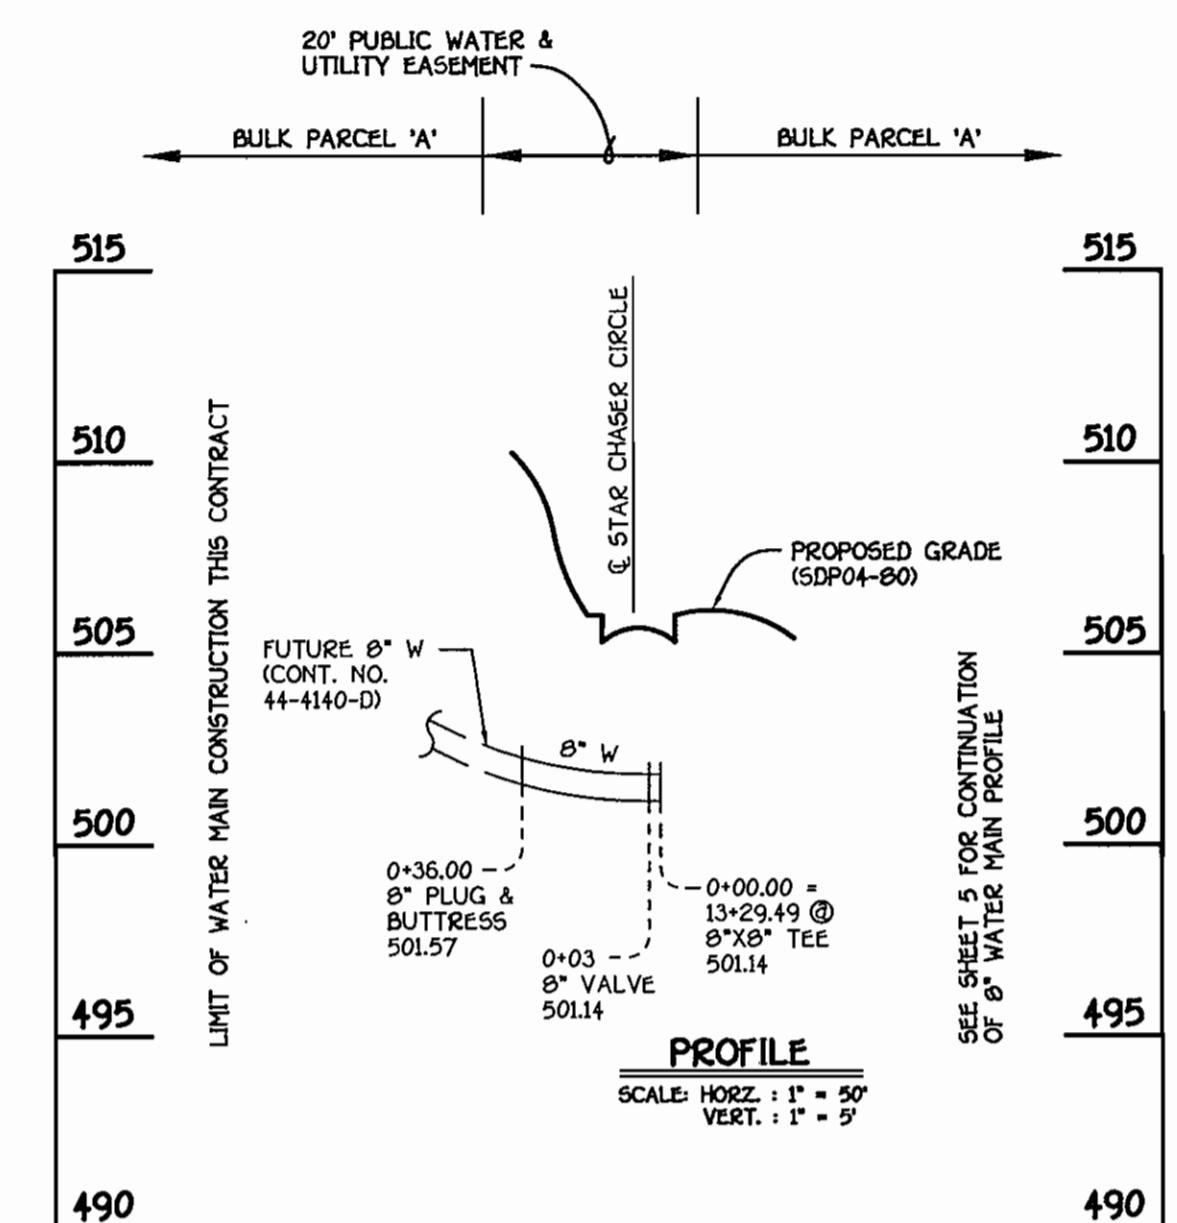 20' PUBLIC WATER &
UTILITY EASEMENT
BULK PARCEL 'A'
BULK PARCEL 'A'
515
515
℄ STAR CHASER CIRCLE
510
510
LIMIT OF WATER MAIN CONSTRUCTION THIS CONTRACT
PROPOSED GRADE
(SDP04-80)
505
505
FUTURE 8" W
(CONT. NO.
44-4140-D)
8" W
SEE SHEET 5 FOR CONTINUATION
OF 8" WATER MAIN PROFILE
500
500
0+36.00
8" PLUG &
BUTTRESS
501.57
0+03
8" VALVE
501.14
0+00.00 =
13+29.49 @
8"X8" TEE
501.14
495
495
PROFILE
SCALE: HORZ. : 1" = 50'
VERT. : 1" = 5'
490
490